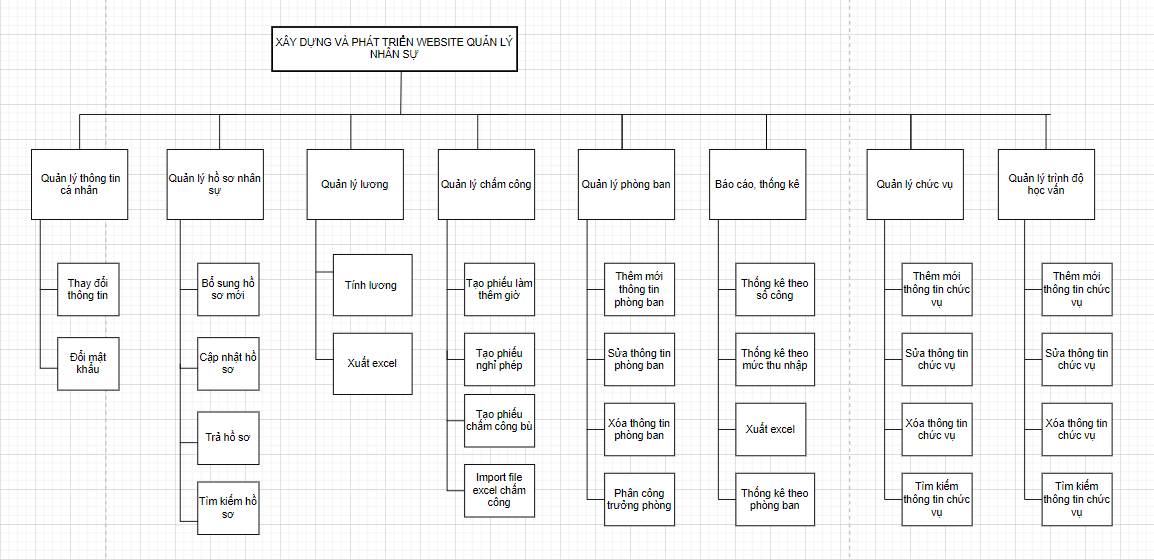 XÂY DỰNG VÀ PHÁT TRIỂN WEBSITE QUẢN LÝ
NHÂN SỰ
Quản lý thông tin
cá nhân
Quản lý hồ sơ nhân
sự
Quản lý lương
Quản lý chấm công
Quản lý phòng ban
Báo cáo, thống kê
Quản lý chức vụ
Quản lý trình độ
học vấn
Thay đổi
thông tin
Đổi mật
khẩu
Bổ sung hồ
sơ mới
Cập nhật hồ
sơ
Trả hồ sơ
Tìm kiếm hồ
sơ
Tính lương
Xuất excel
Tạo phiếu làm
thêm giờ
Tạo phiếu
nghỉ phép
Tạo phiếu
chấm công bù
Import file
excel chấm
công
Thêm mới
thông tin
phòng ban
Sửa thông tin
phòng ban
Xóa thông tin
phòng ban
Phân công
trưởng phòng
Thống kê theo
số công
Thống kê theo
mức thu nhập
Xuất excel
Thống kê theo
phòng ban
Thêm mới
thông tin chức
vụ
Sửa thông tin
chức vụ
Xóa thông tin
chức vụ
Tìm kiếm
thông tin chức
vụ
Thêm mới
thông tin chức
vụ
Sửa thông tin
chức vụ
Xóa thông tin
chức vụ
Tìm kiếm
thông tin chức
vụ